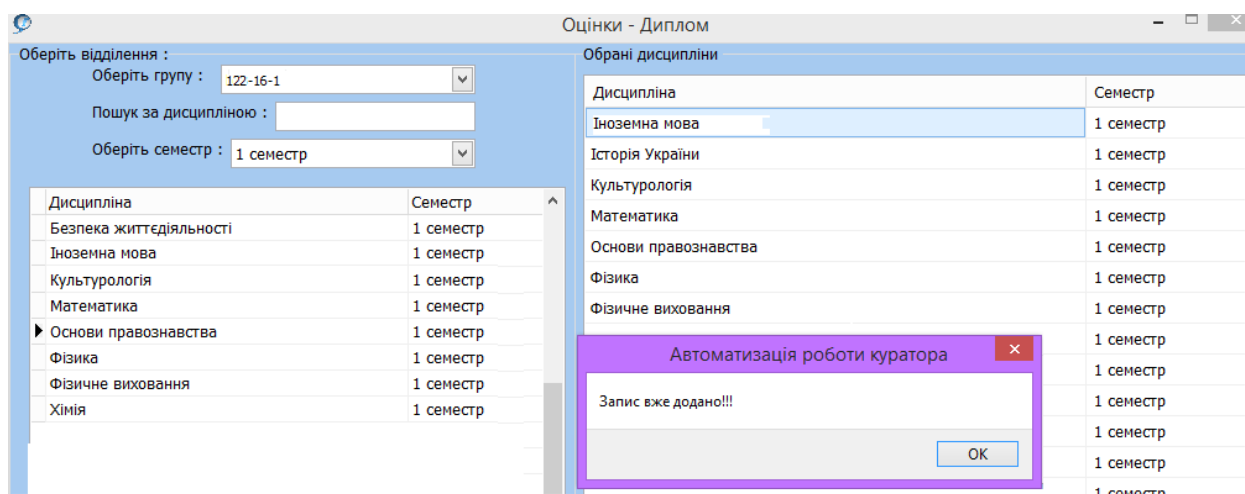 Оцінки - Диплом
Оберіть відділення :
Оберіть групу : 122-16-1
Пошук за дисципліною :
Оберіть семестр : 1 семестр
Дисципліна Семестр
Безпека життєдіяльності 1 семестр
Іноземна мова 1 семестр
Культурологія 1 семестр
Математика 1 семестр
Основи правознавства 1 семестр
Фізика 1 семестр
Фізичне виховання 1 семестр
Хімія 1 семестр
Обрані дисципліни
Дисципліна Семестр
Іноземна мова 1 семестр
Історія України 1 семестр
Культурологія 1 семестр
Математика 1 семестр
Основи правознавства 1 семестр
Фізика 1 семестр
Фізичне виховання 1 семестр
1 семестр
1 семестр
1 семестр
1 семестр
1 семестр
1 семестр
Автоматизація роботи куратора
Запис вже додано!!!
OK